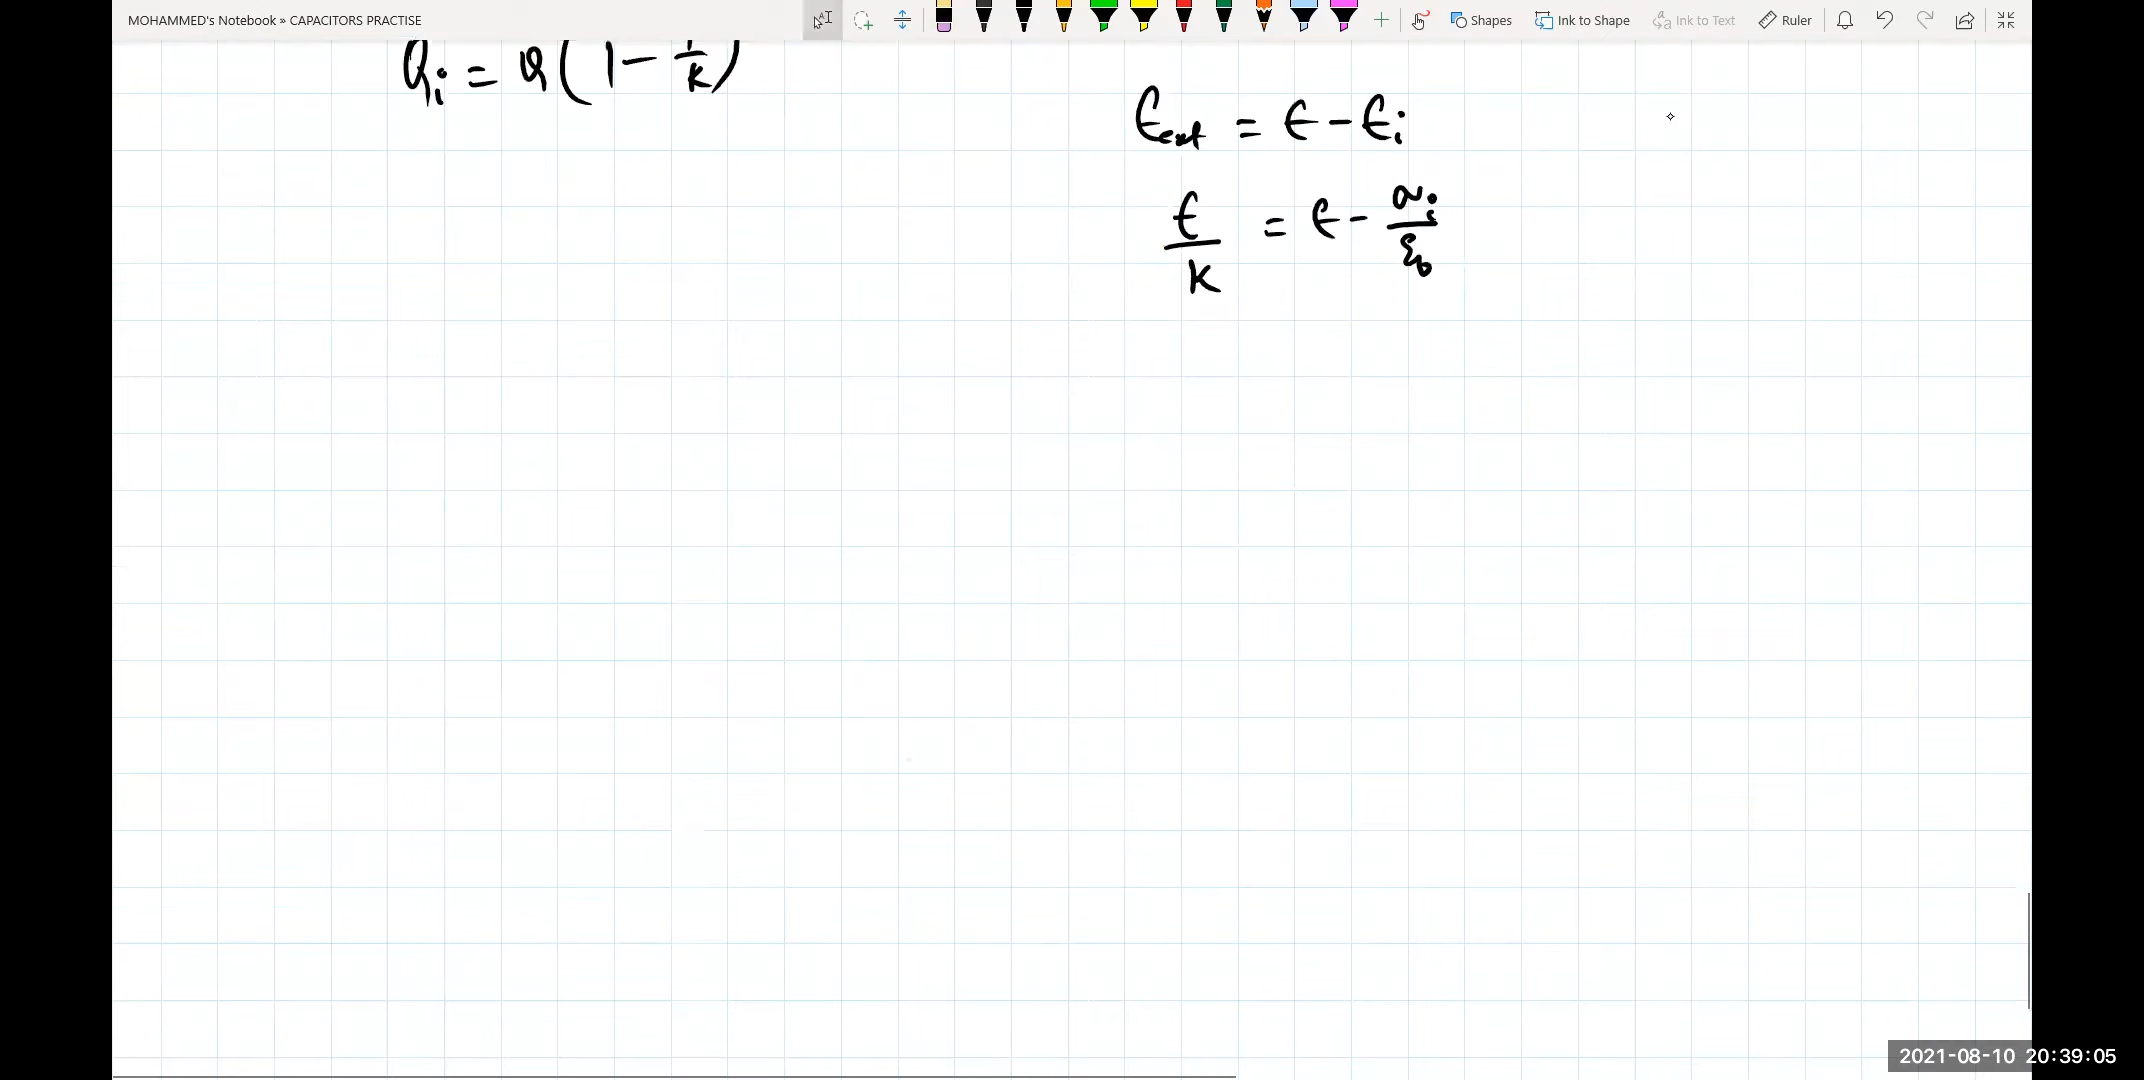 MOHAMMED's Notebook » CAPACITORS PRACTISE
Shapes Ink to Shape Ink to Text Ruler
Qi = Q(1 - 1/k)
Eext = E - Ei
E/k = E - σi/ε0
2021-08-10 20:39:05